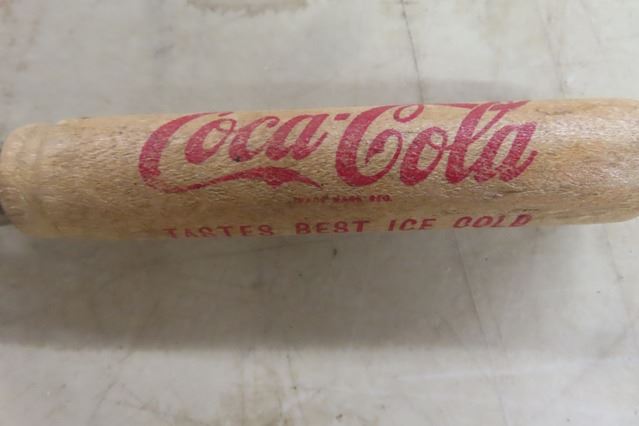 Coca-Cola
TRADE MARK REG.
TASTES BEST ICE COLD